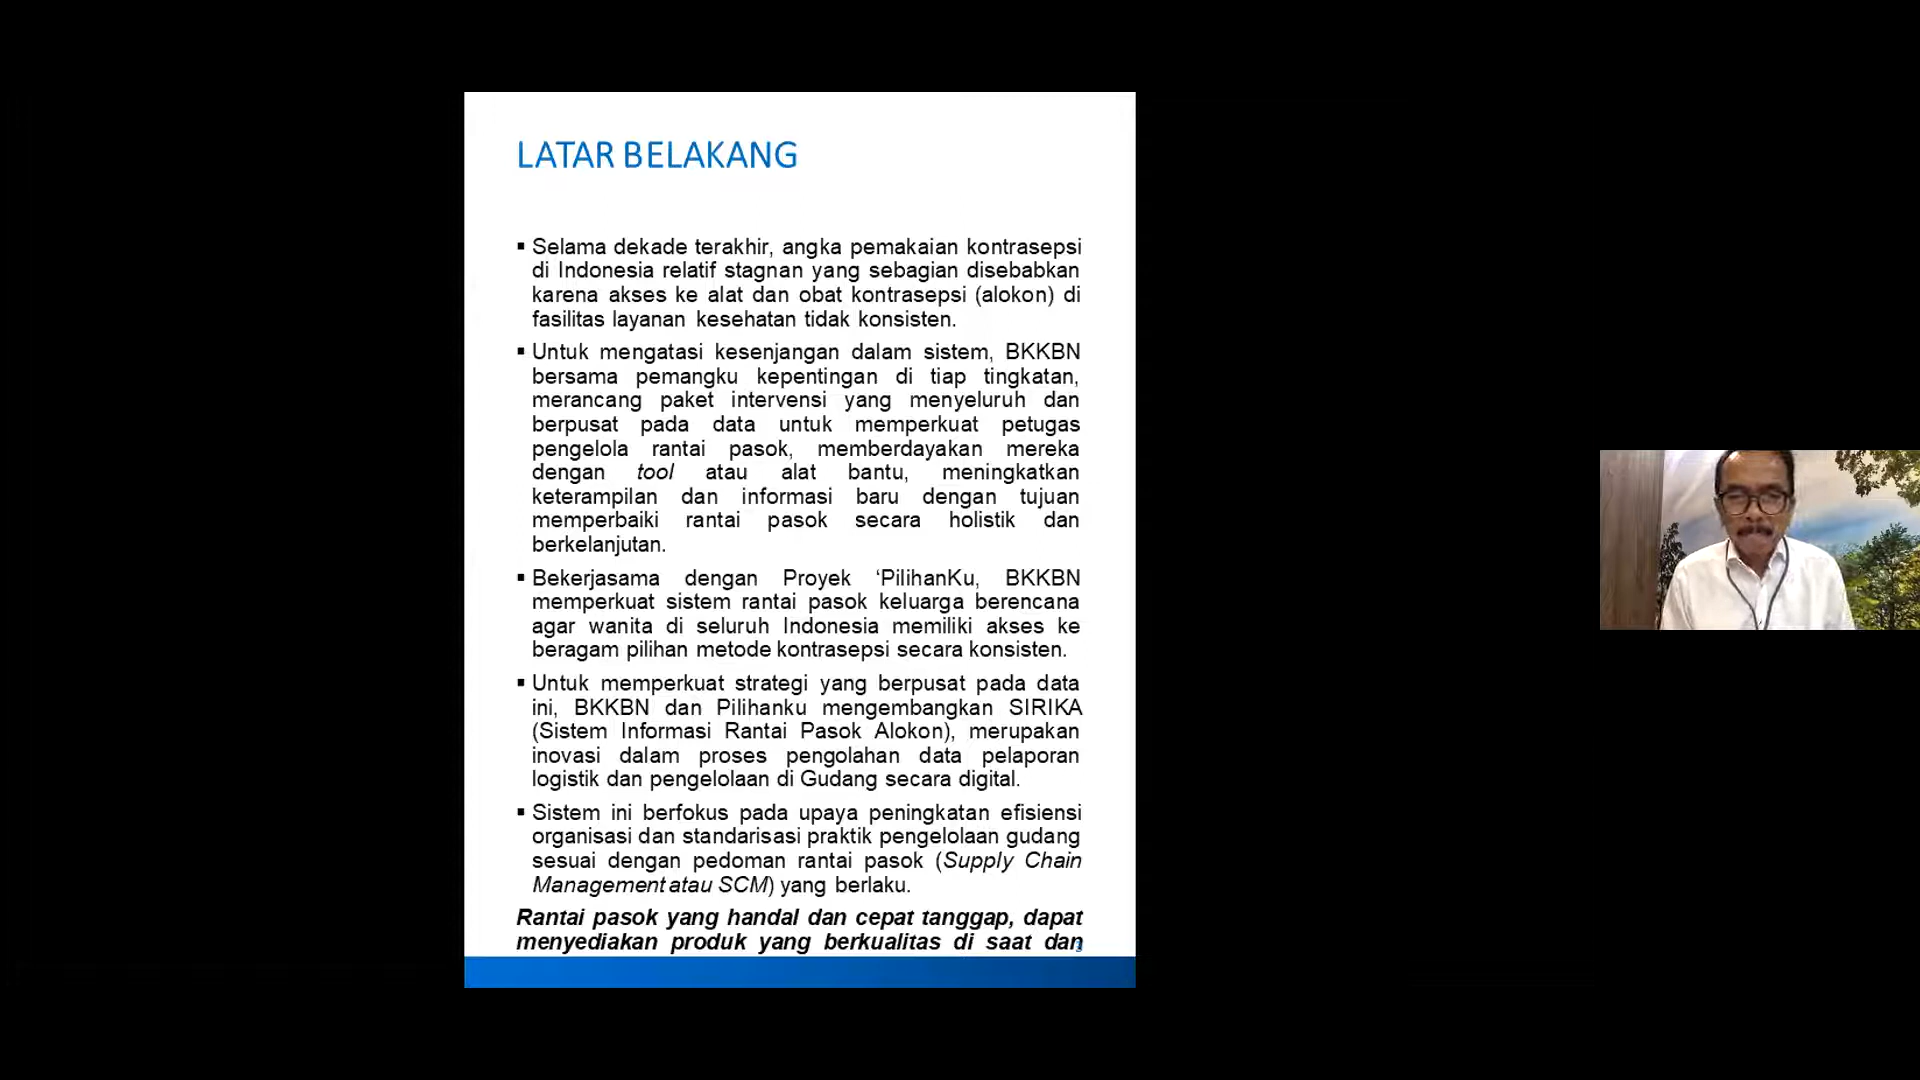 LATAR BELAKANG
▪ Selama dekade terakhir, angka pemakaian kontrasepsi
di Indonesia relatif stagnan yang sebagian disebabkan
karena akses ke alat dan obat kontrasepsi (alokon) di
fasilitas layanan kesehatan tidak konsisten.
▪ Untuk mengatasi kesenjangan dalam sistem, BKKBN
bersama pemangku kepentingan di tiap tingkatan,
merancang paket intervensi yang menyeluruh dan
berpusat pada data untuk memperkuat petugas
pengelola rantai pasok, memberdayakan mereka
dengan tool atau alat bantu, meningkatkan
keterampilan dan informasi baru dengan tujuan
memperbaiki rantai pasok secara holistik dan
berkelanjutan.
▪ Bekerjasama dengan Proyek ‘PilihanKu, BKKBN
memperkuat sistem rantai pasok keluarga berencana
agar wanita di seluruh Indonesia memiliki akses ke
beragam pilihan metode kontrasepsi secara konsisten.
▪ Untuk memperkuat strategi yang berpusat pada data
ini, BKKBN dan Pilihanku mengembangkan SIRIKA
(Sistem Informasi Rantai Pasok Alokon), merupakan
inovasi dalam proses pengolahan data pelaporan
logistik dan pengelolaan di Gudang secara digital.
▪ Sistem ini berfokus pada upaya peningkatan efisiensi
organisasi dan standarisasi praktik pengelolaan gudang
sesuai dengan pedoman rantai pasok (Supply Chain
Management atau SCM) yang berlaku.
Rantai pasok yang handal dan cepat tanggap, dapat
menyediakan produk yang berkualitas di saat dan